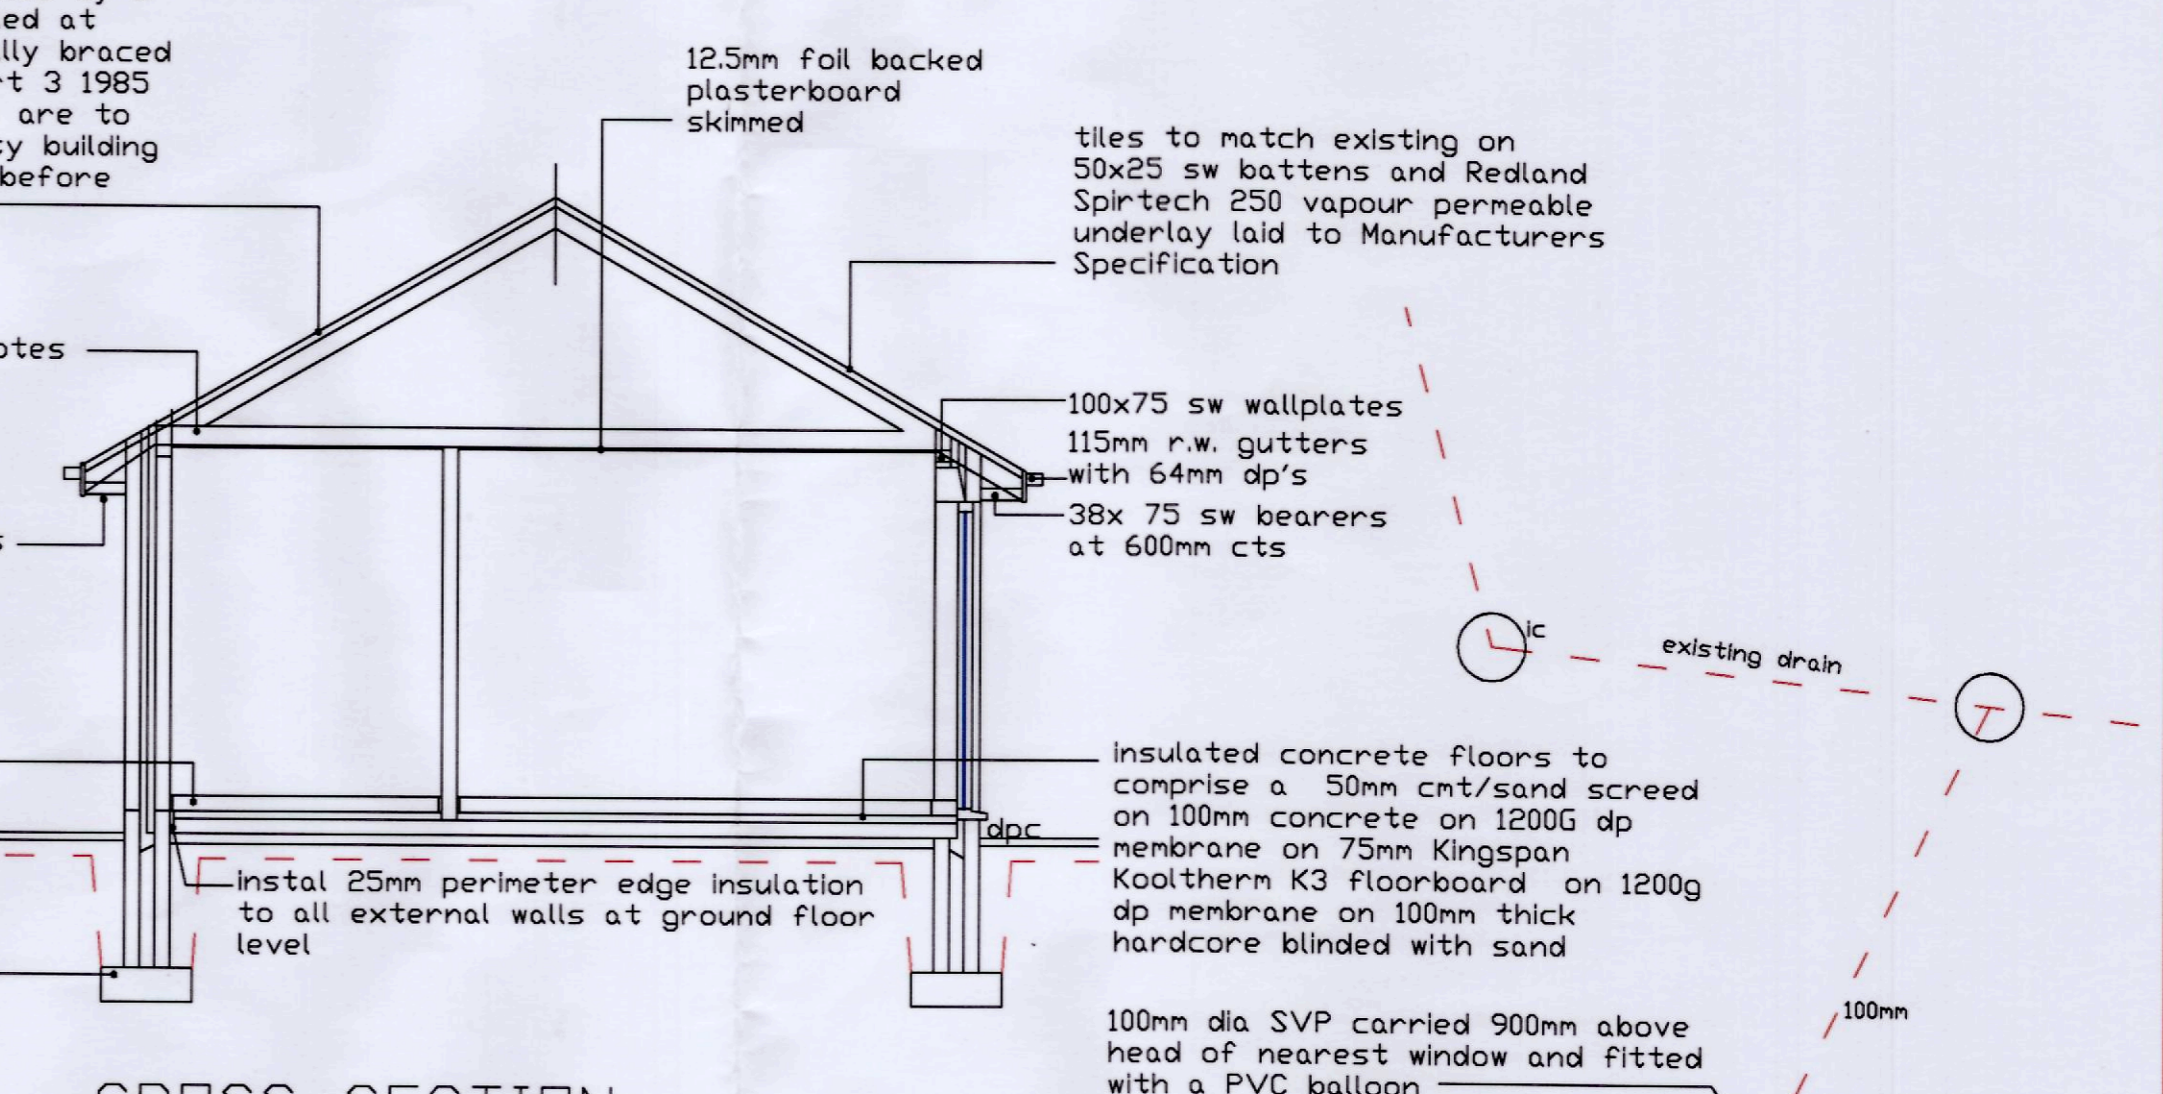 ed at
lly braced
t 3 1985
are to
y building
before
12.5mm foil backed
plasterboard
skimmed
tiles to match existing on
50x25 sw battens and Redland
Spirtech 250 vapour permeable
underlay laid to Manufacturers
Specification
otes
100x75 sw wallplates
115mm r.w. gutters
with 64mm dp's
38x 75 sw bearers
at 600mm cts
ic
existing drain
insulated concrete floors to
comprise a 50mm cmt/sand screed
on 100mm concrete on 1200G dp
membrane on 75mm Kingspan
Kooltherm K3 floorboard on 1200g
dp membrane on 100mm thick
hardcore blinded with sand
dpc
instal 25mm perimeter edge insulation
to all external walls at ground floor
level
100mm
100mm dia SVP carried 900mm above
head of nearest window and fitted
with a PVC balloon
CROSS SECTION